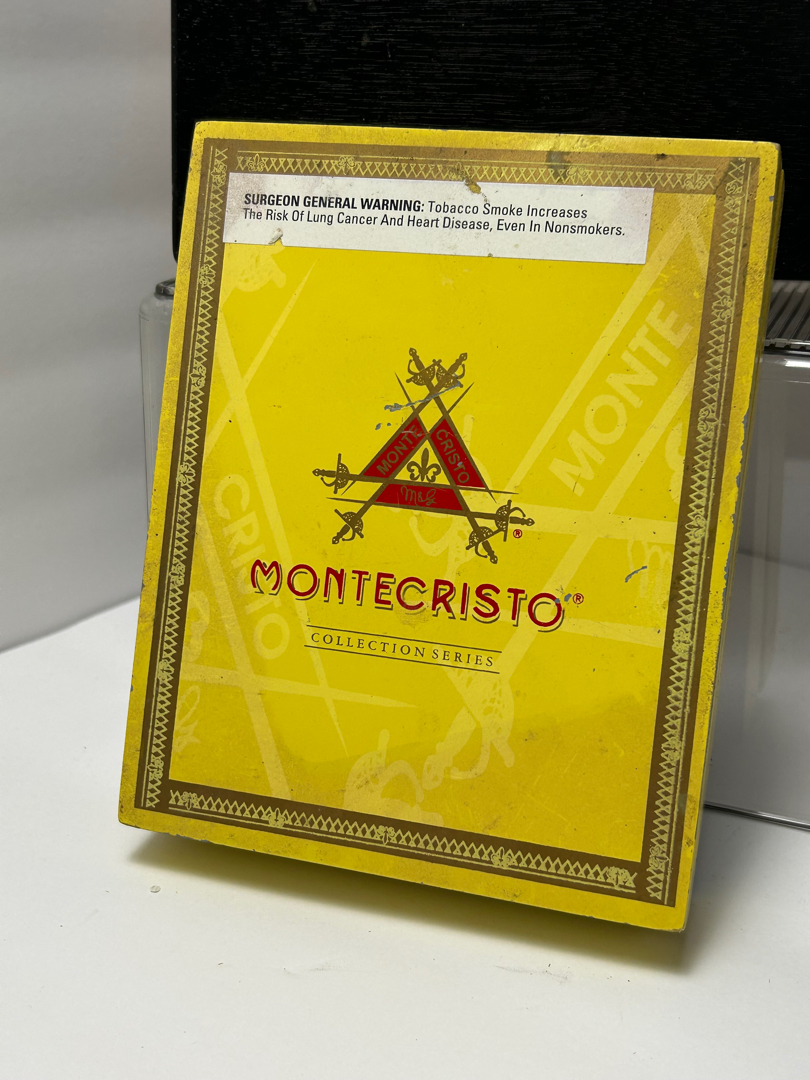 SURGEON GENERAL WARNING: Tobacco Smoke Increases
The Risk Of Lung Cancer And Heart Disease, Even In Nonsmokers.
MONTE
MONTE CRISTO
M&G
®
CRISTO
MONTECRISTO®
COLLECTION SERIES